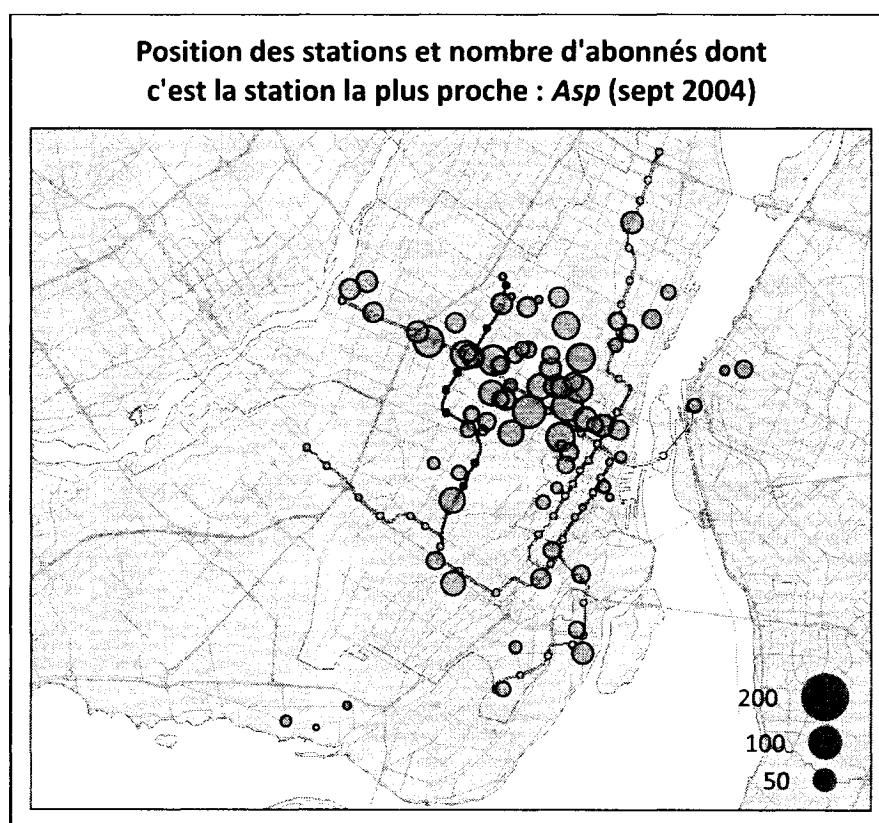 Position des stations et nombre d'abonnés dont
c'est la station la plus proche : Asp (sept 2004)
200
100
50